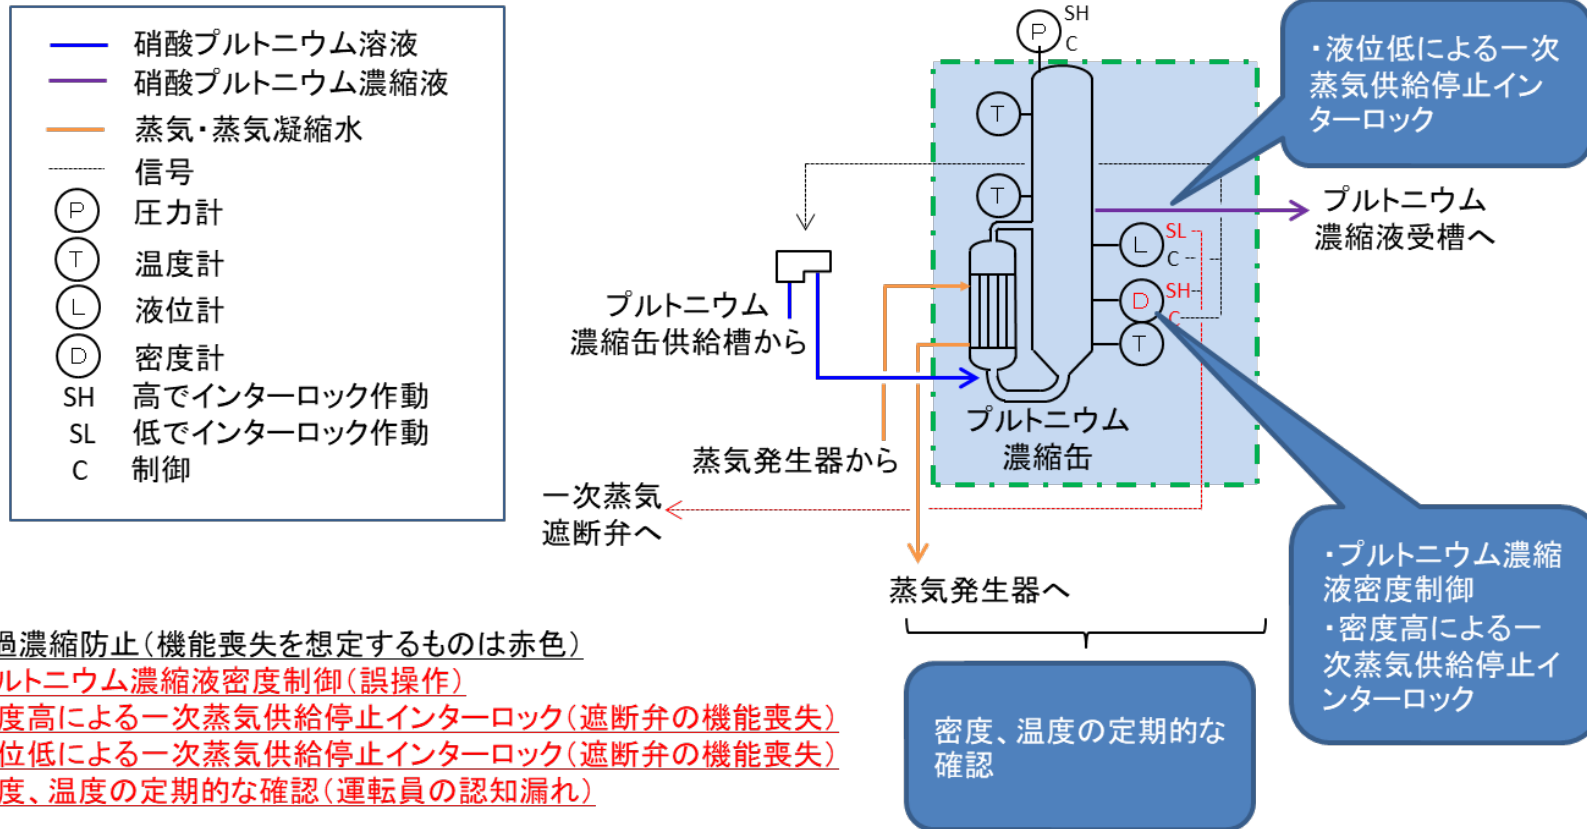 硝酸プルトニウム溶液
硝酸プルトニウム濃縮液
蒸気・蒸気凝縮水
信号
P 圧力計
T 温度計
L 液位計
D 密度計
SH 高でインターロック作動
SL 低でインターロック作動
C 制御
P
SH
C
T
T
L
SL
C
D
SH
C
T
・液位低による一次
蒸気供給停止イン
ターロック
プルトニウム
濃縮液受槽へ
プルトニウム
濃縮缶供給槽から
プルトニウム
濃縮缶
蒸気発生器から
一次蒸気
遮断弁へ
蒸気発生器へ
・プルトニウム濃縮
液密度制御
・密度高による一
次蒸気供給停止イ
ンターロック
密度、温度の定期的な
確認
過濃縮防止(機能喪失を想定するものは赤色)
ルトニウム濃縮液密度制御(誤操作)
度高による一次蒸気供給停止インターロック(遮断弁の機能喪失)
位低による一次蒸気供給停止インターロック(遮断弁の機能喪失)
度、温度の定期的な確認(運転員の認知漏れ)